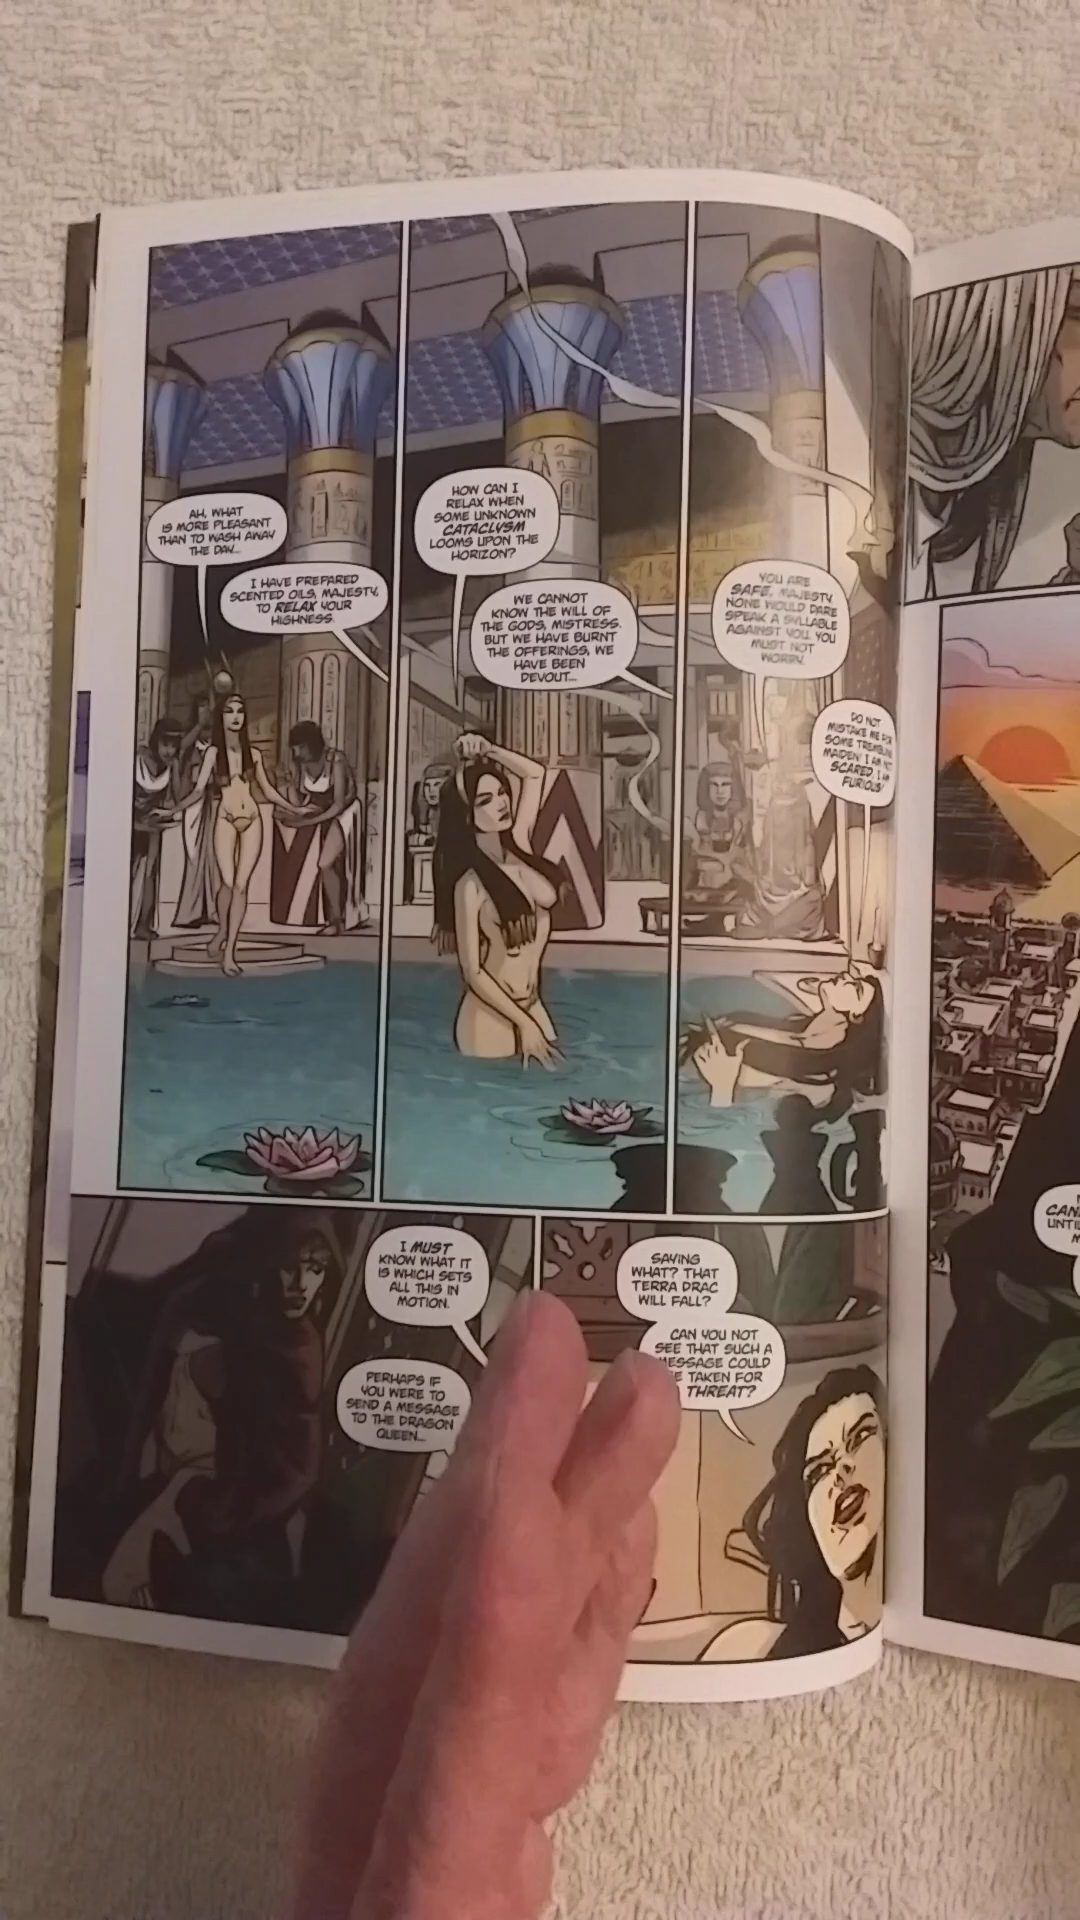 AH, WHAT
IS MORE PLEASANT
THAN TO WASH AWAY
THE DAY...
I HAVE PREPARED
SCENTED OILS, MAJESTY,
TO RELAX YOUR
HIGHNESS.
HOW CAN I
RELAX WHEN
SOME UNKNOWN
CATACLYSM
LOOMS UPON THE
HORIZON?
WE CANNOT
KNOW THE WILL OF
THE GODS, MISTRESS.
BUT WE HAVE BURNT
THE OFFERINGS, WE
HAVE BEEN
DEVOUT...
YOU ARE
SAFE, MAJESTY.
NONE WOULD DARE
SPEAK A SYLLABLE
AGAINST YOU. YOU
MUST NOT
WORRY.
DO NOT
MISTAKE ME FOR
SOME TREMBLING
MAIDEN! I AM NOT
SCARED, I AM
FURIOUS!
I MUST
KNOW WHAT IT
IS WHICH SETS
ALL THIS IN
MOTION.
PERHAPS IF
YOU WERE TO
SEND A MESSAGE
TO THE DRAGON
QUEEN...
SAYING
WHAT? THAT
TERRA DRAC
WILL FALL?
CAN YOU NOT
SEE THAT SUCH A
MESSAGE COULD
TAKEN FOR
THREAT?